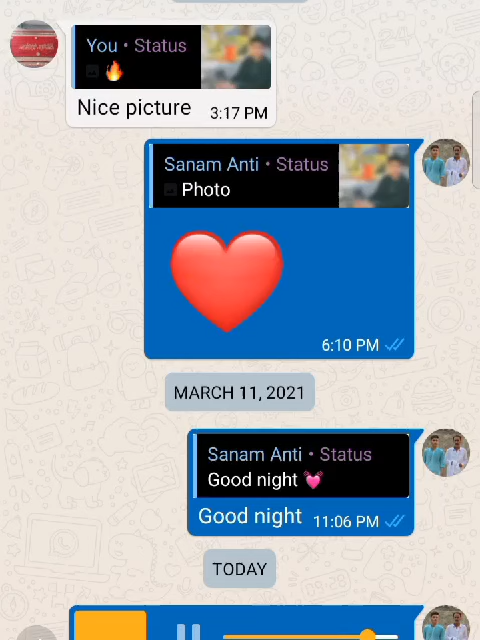 You • Status
🔥
Nice picture 3:17 PM
Sanam Anti • Status
Photo
❤️
6:10 PM
MARCH 11, 2021
Sanam Anti • Status
Good night 💓
Good night 11:06 PM
TODAY